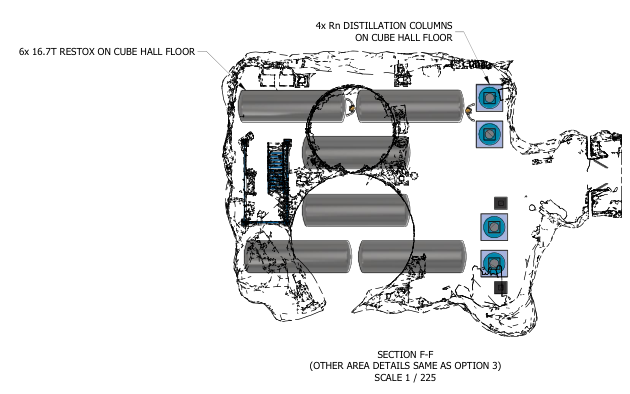 4x Rn DISTILLATION COLUMNS
ON CUBE HALL FLOOR
6x 16.7T RESTOX ON CUBE HALL FLOOR
SECTION F-F
(OTHER AREA DETAILS SAME AS OPTION 3)
SCALE 1 / 225